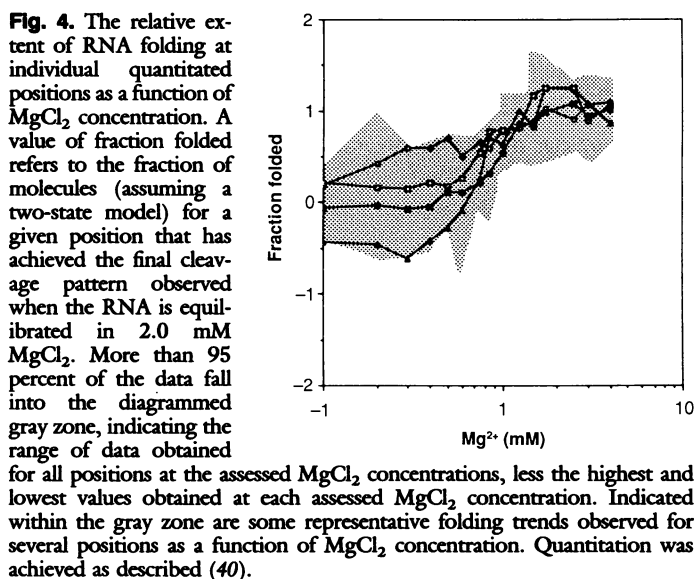 Fig. 4. The relative ex-
tent of RNA folding at
individual quantitated
positions as a function of
MgCl₂ concentration. A
value of fraction folded
refers to the fraction of
molecules (assuming a
two-state model) for a
given position that has
achieved the final cleav-
age pattern observed
when the RNA is equil-
ibrated in 2.0 mM
MgCl₂. More than 95
percent of the data fall
into the diagrammed
gray zone, indicating the
range of data obtained
for all positions at the assessed MgCl₂ concentrations, less the highest and
lowest values obtained at each assessed MgCl₂ concentration. Indicated
within the gray zone are some representative folding trends observed for
several positions as a function of MgCl₂ concentration. Quantitation was
achieved as described (40).
Fraction folded
2
1
0
−1
−2
−1 1 10
Mg²⁺ (mM)